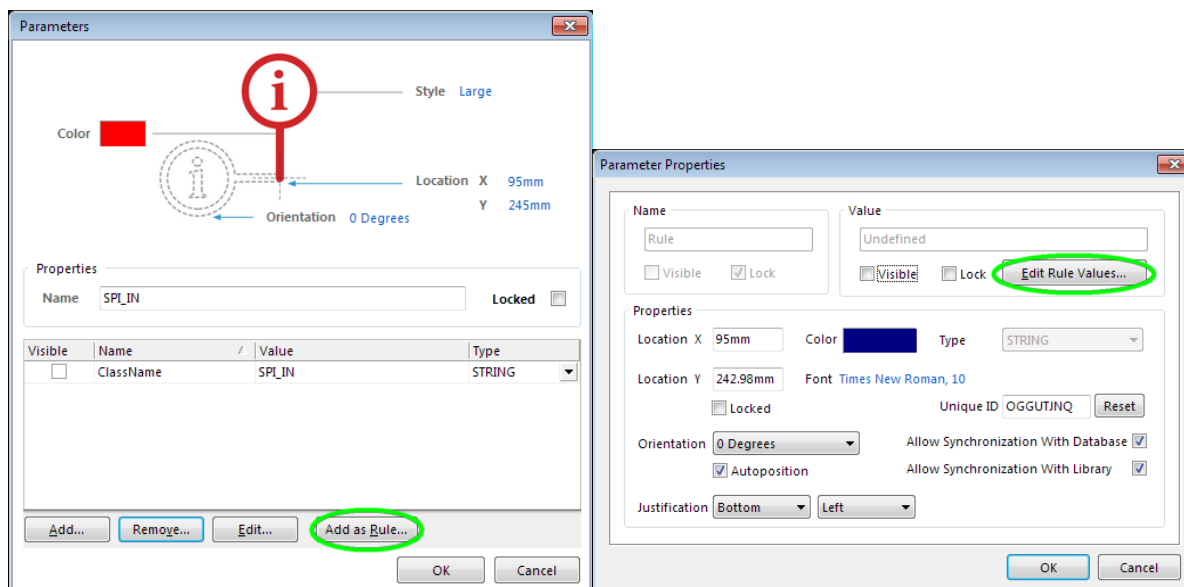 Parameters
Style Large
Color
Location X 95mm
Y 245mm
Orientation 0 Degrees
Properties
Name SPI_IN Locked
Visible Name Value Type
ClassName SPI_IN STRING
Add... Remove... Edit... Add as Rule...
OK Cancel
Parameter Properties
Name Value
Rule Undefined
Visible Lock Visible Lock Edit Rule Values...
Properties
Location X 95mm Color Type STRING
Location Y 242.98mm Font Times New Roman, 10
Locked Unique ID OGGUTJNQ Reset
Orientation 0 Degrees Allow Synchronization With Database
Autoposition Allow Synchronization With Library
Justification Bottom Left
OK Cancel